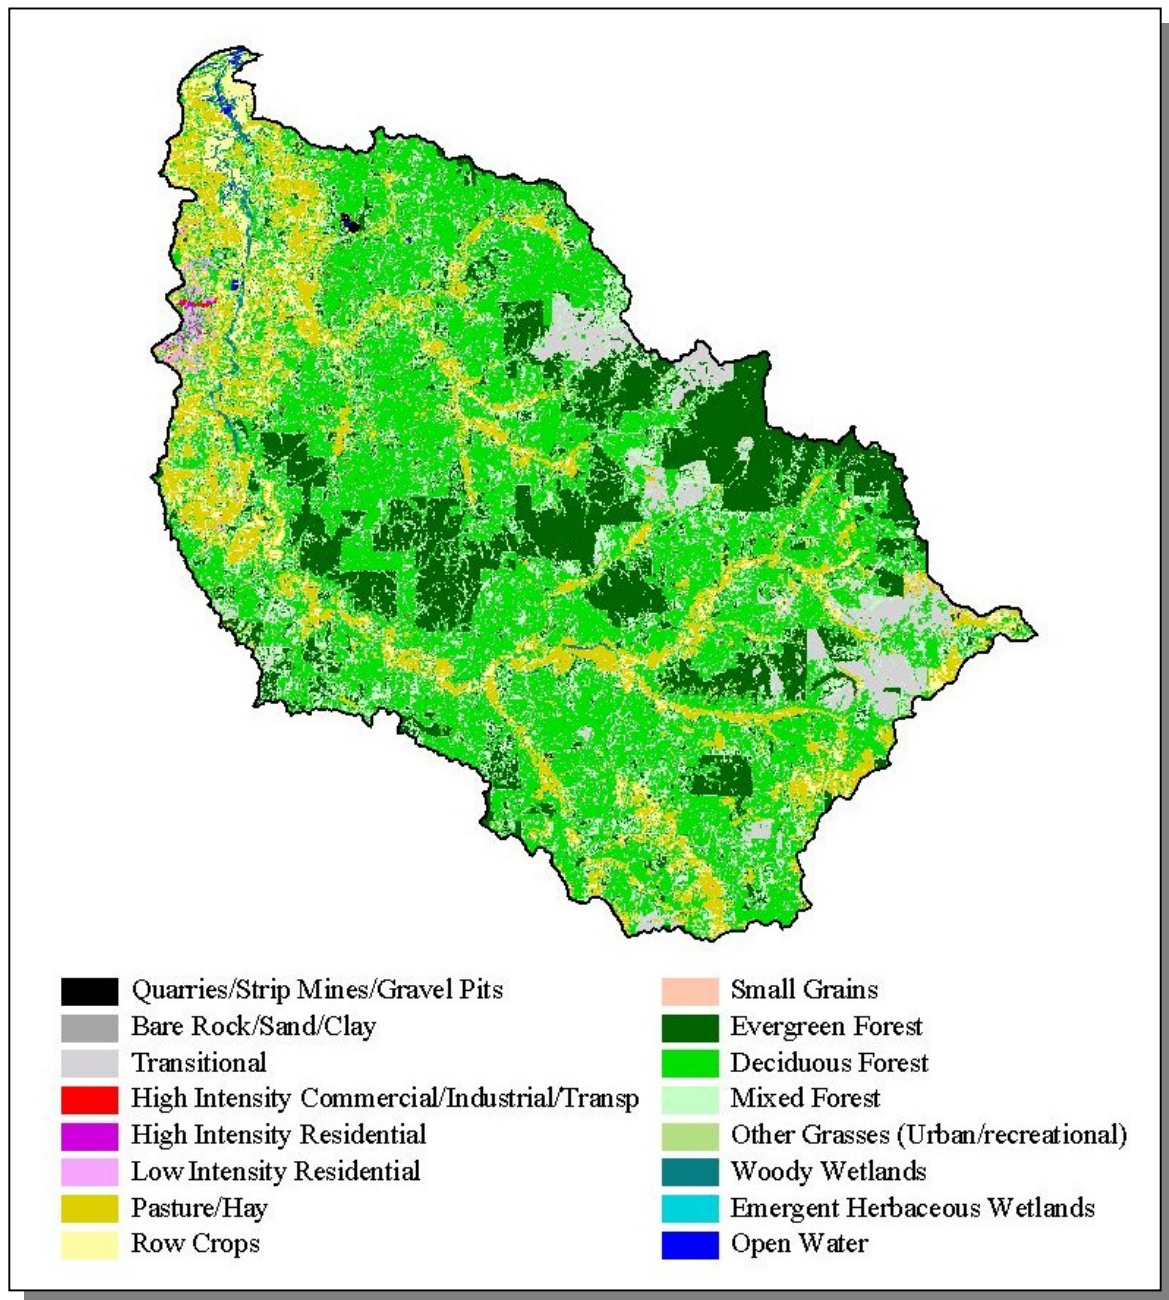 Quarries/Strip Mines/Gravel Pits
Bare Rock/Sand/Clay
Transitional
High Intensity Commercial/Industrial/Transp
High Intensity Residential
Low Intensity Residential
Pasture/Hay
Row Crops
Small Grains
Evergreen Forest
Deciduous Forest
Mixed Forest
Other Grasses (Urban/recreational)
Woody Wetlands
Emergent Herbaceous Wetlands
Open Water